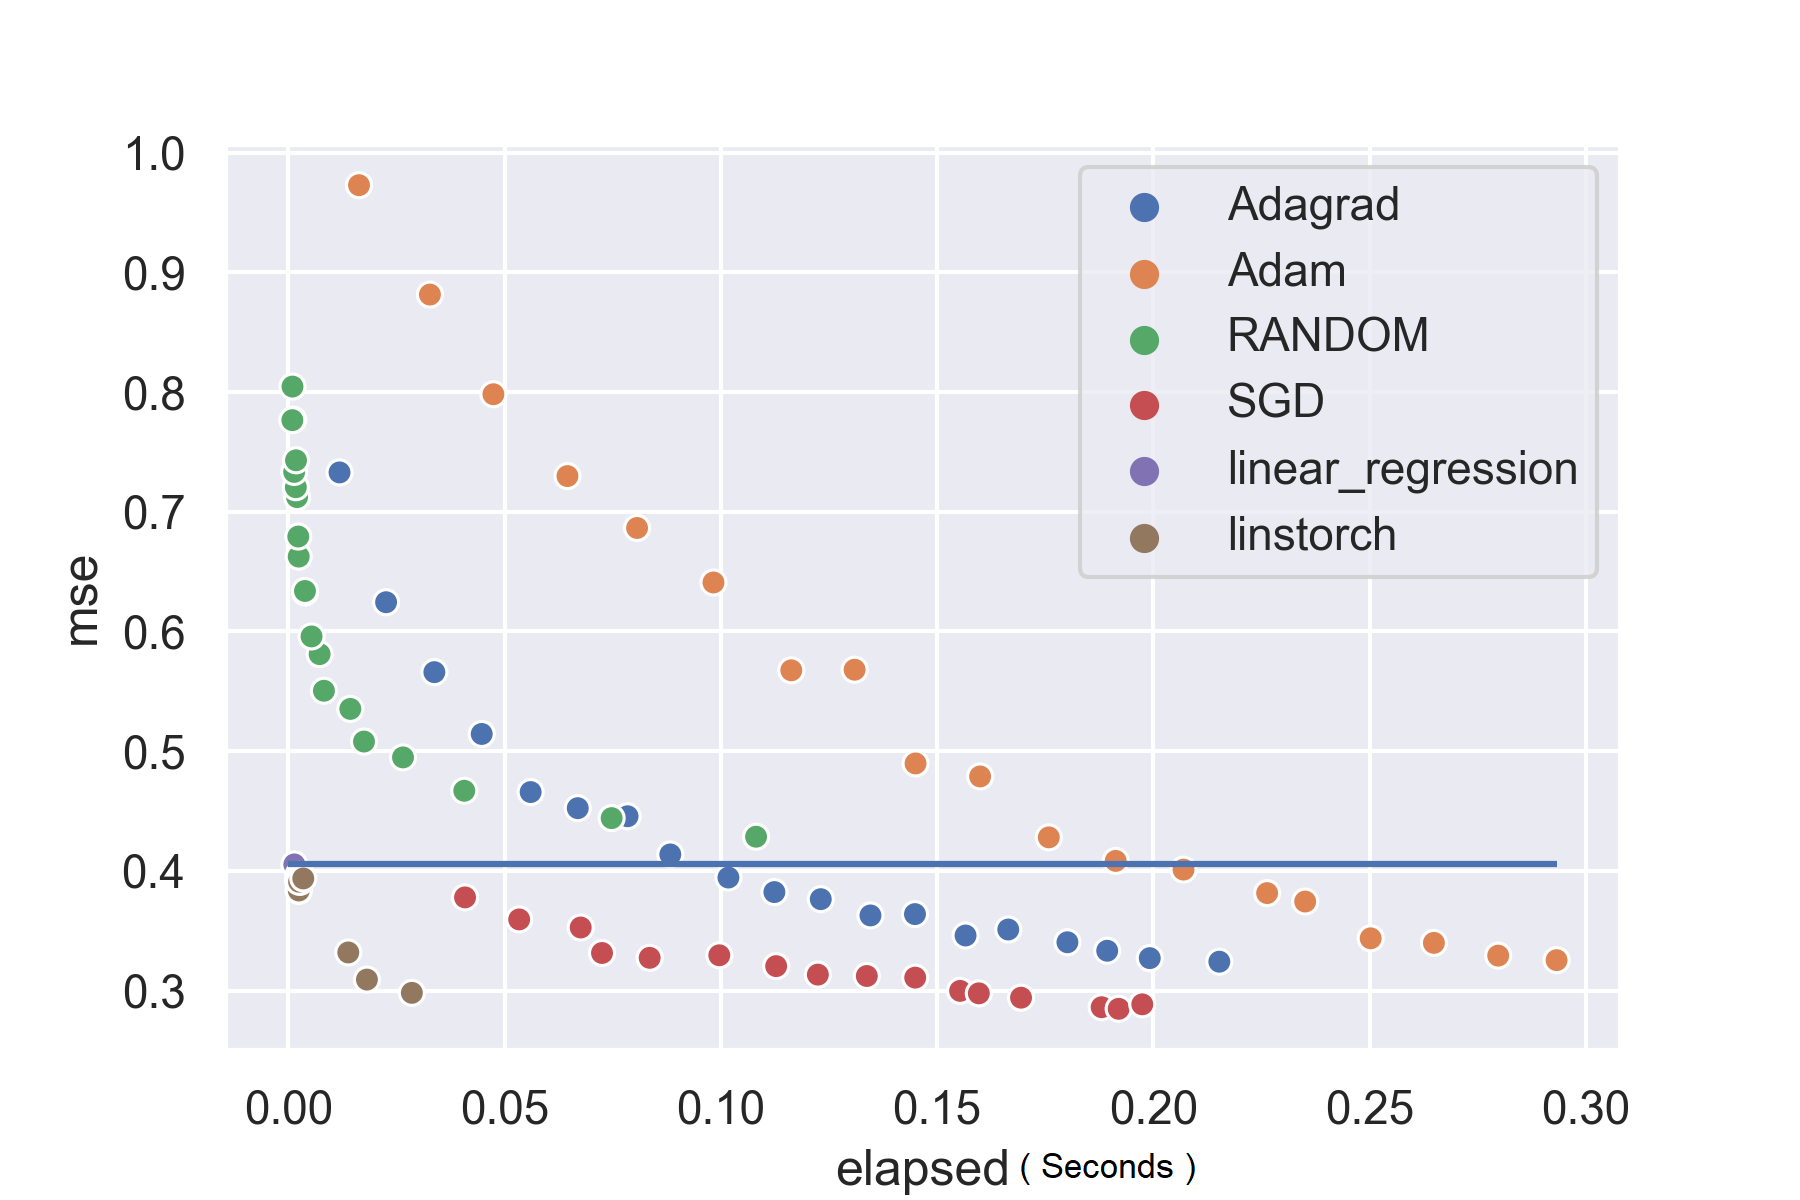 1.0
0.9
0.8
0.7
0.6
0.5
0.4
0.3
mse
Adagrad
Adam
RANDOM
SGD
linear_regression
linstorch
0.00 0.05 0.10 0.15 0.20 0.25 0.30
elapsed ( Seconds )